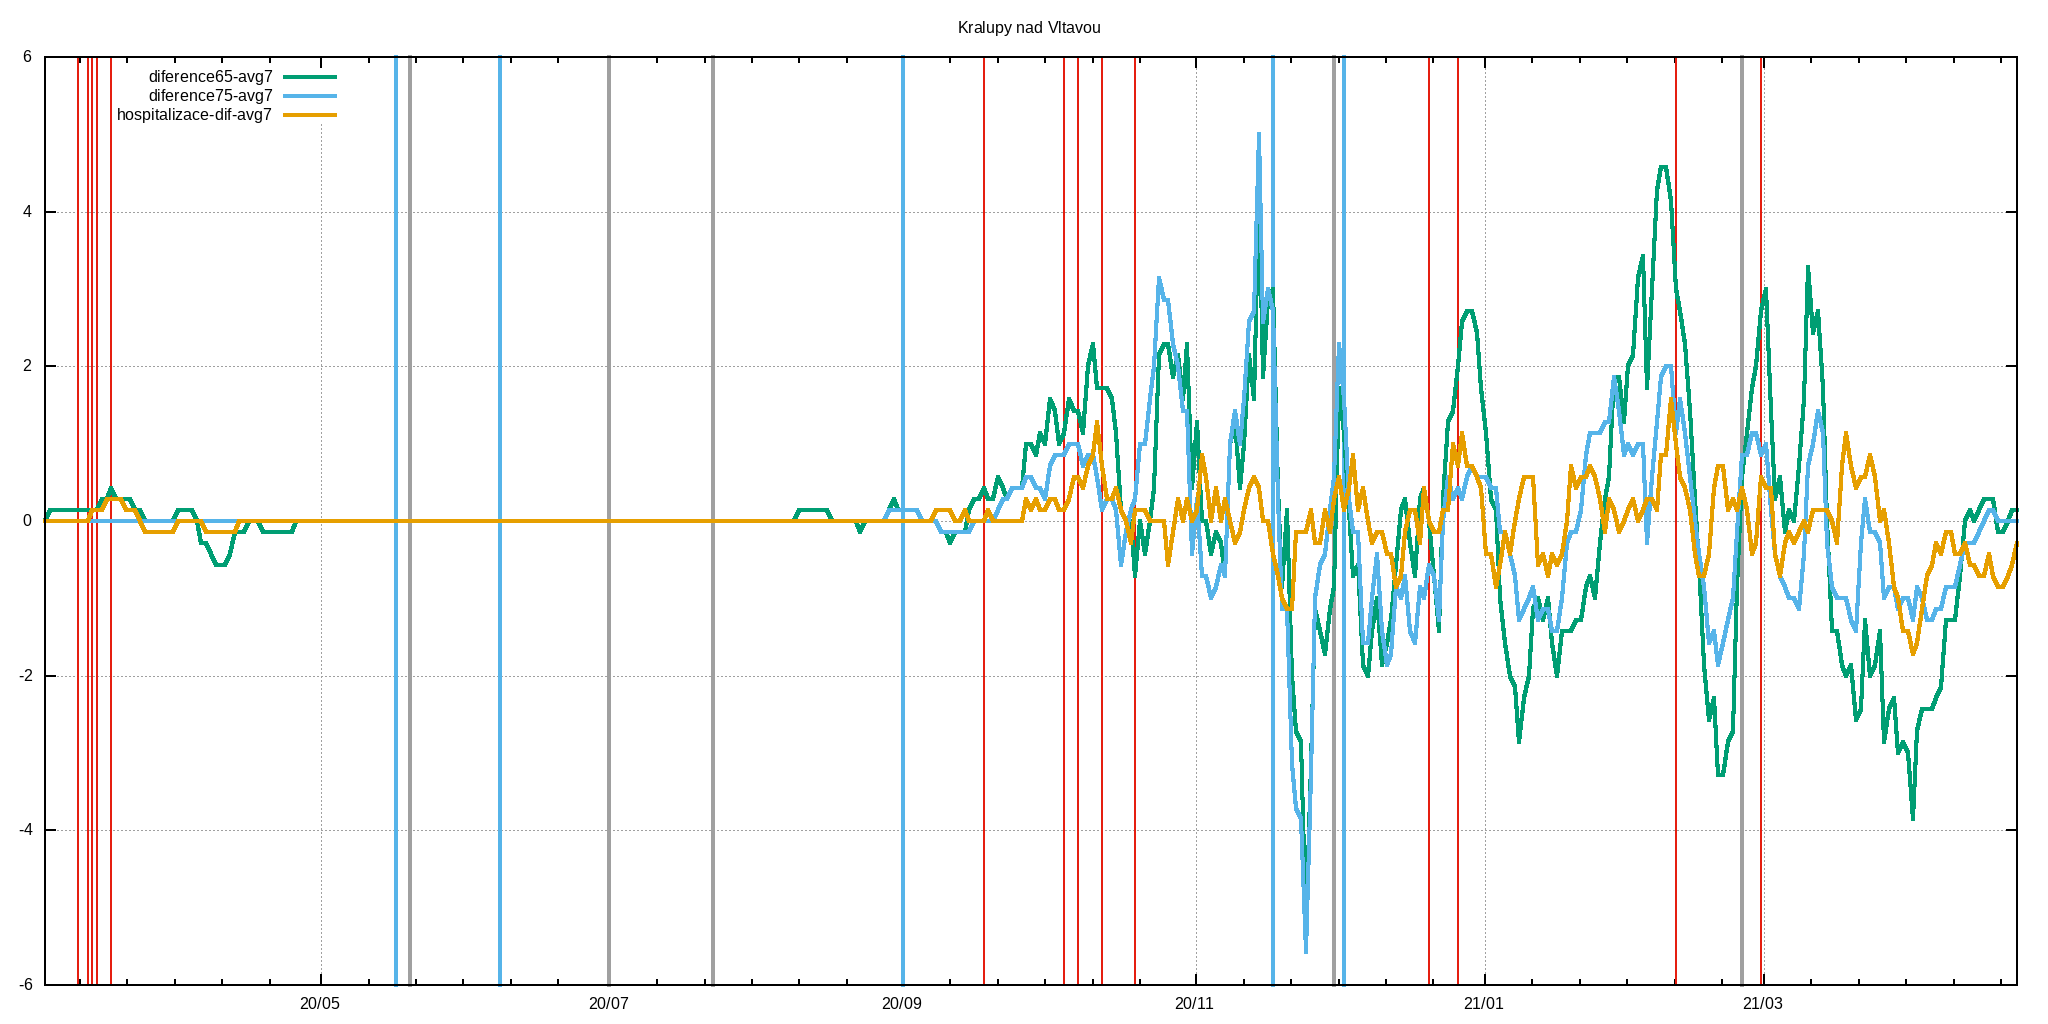 Kralupy nad Vltavou
diference65-avg7
diference75-avg7
hospitalizace-dif-avg7
6
4
2
0
-2
-4
-6
20/05 20/07 20/09 20/11 21/01 21/03